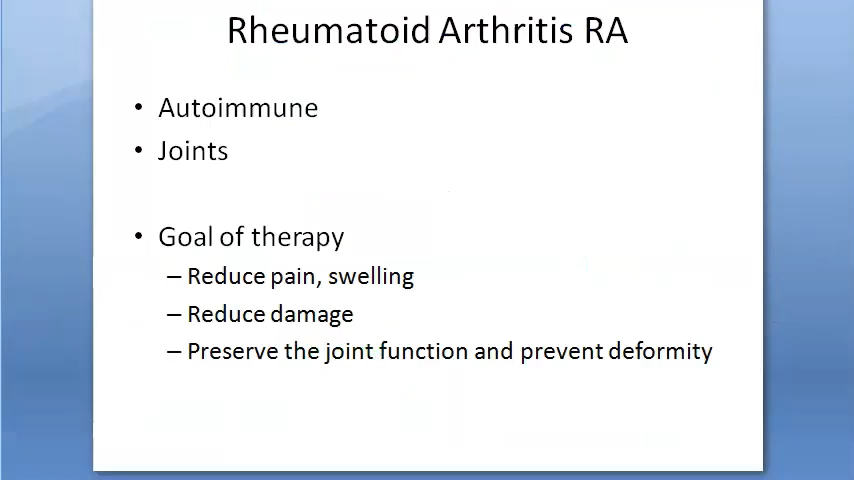 Rheumatoid Arthritis RA
• Autoimmune
• Joints
• Goal of therapy
– Reduce pain, swelling
– Reduce damage
– Preserve the joint function and prevent deformity